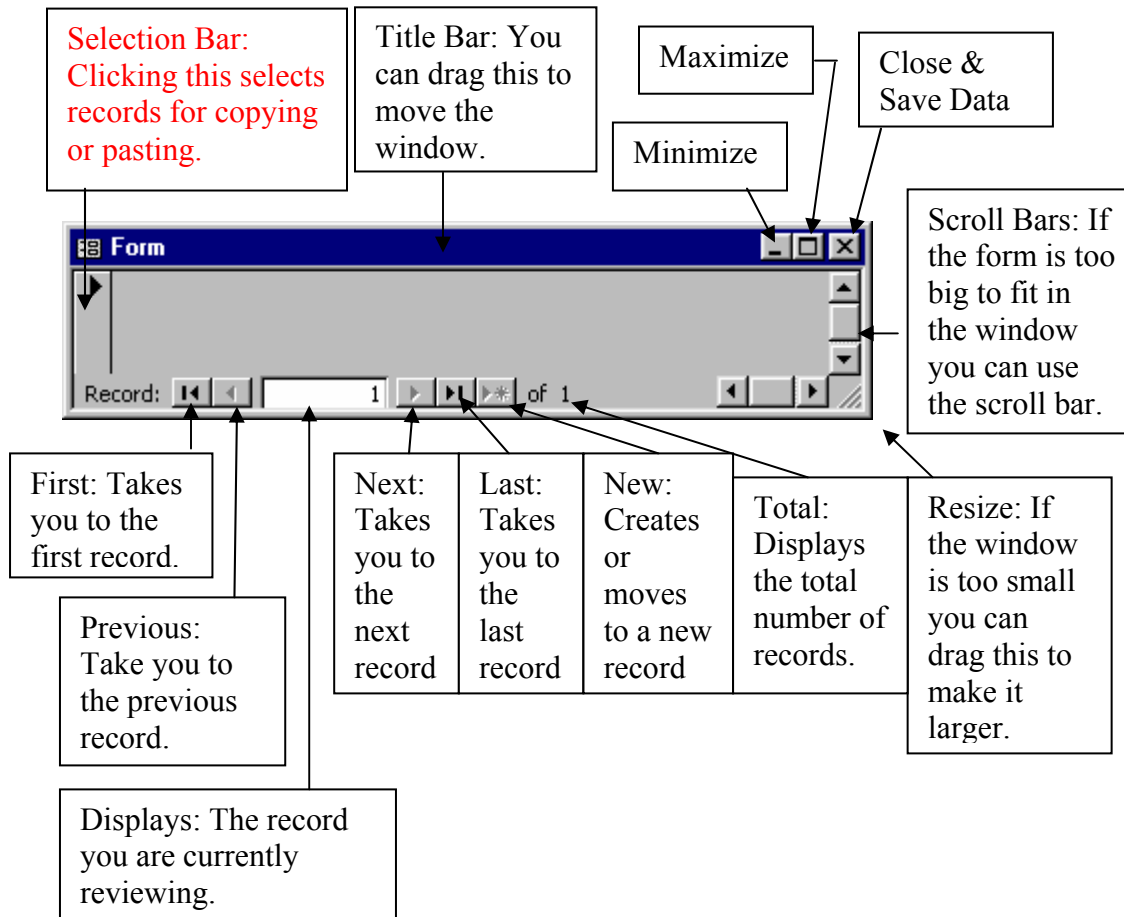 Selection Bar:
Clicking this selects
records for copying
or pasting.
Title Bar: You
can drag this to
move the
window.
Maximize
Minimize
Close &
Save Data
Scroll Bars: If
the form is too
big to fit in
the window
you can use
the scroll bar.
Form
Record:
1
of 1
First: Takes
you to the
first record.
Previous:
Take you to
the previous
record.
Displays: The record
you are currently
reviewing.
Next:
Takes
you to
the
next
record
Last:
Takes
you to
the
last
record
New:
Creates
or
moves
to a new
record
Total:
Displays
the total
number of
records.
Resize: If
the window
is too small
you can
drag this to
make it
larger.